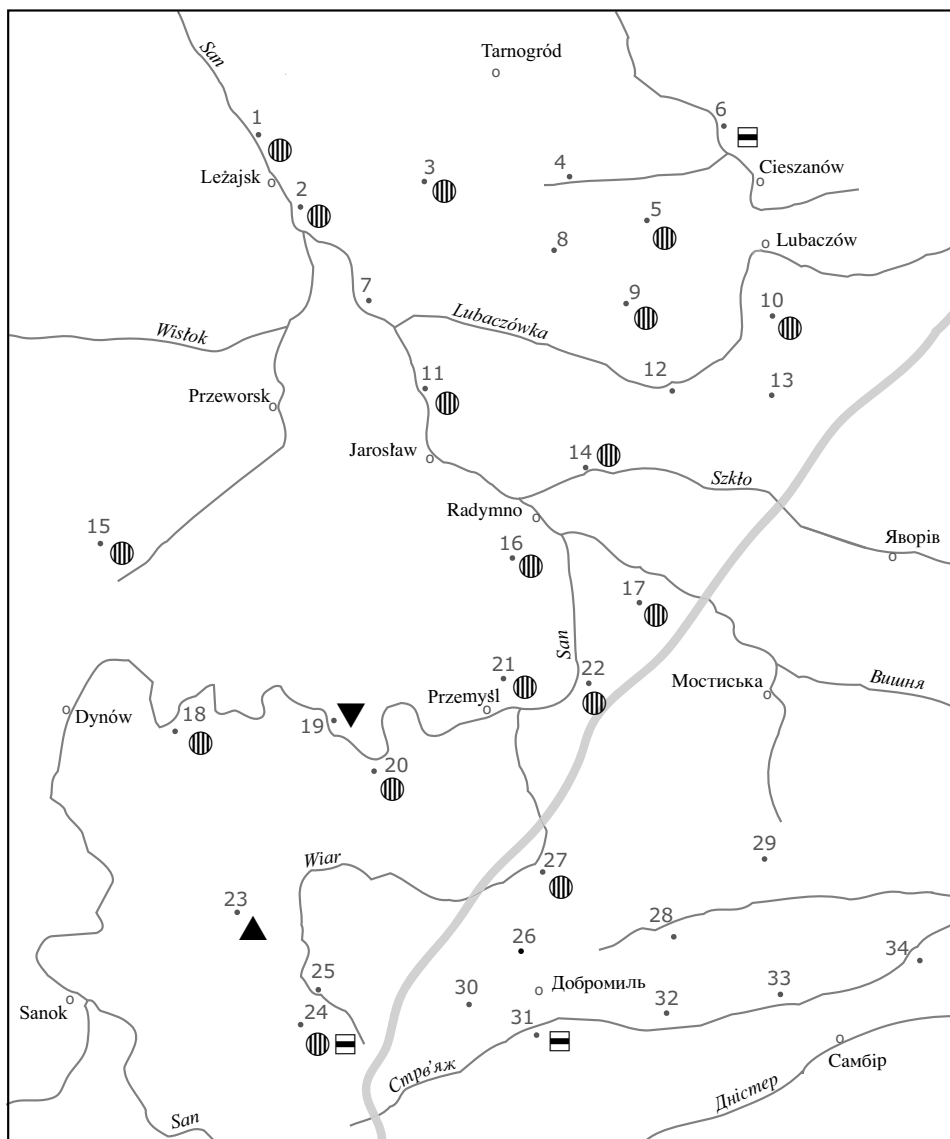 San
Tarnogród
1
6
Leżajsk
3
4
Cieszanów
2
5
8
Lubaczów
7
9
10
Wisłok
Lubaczówka
11
12
13
Przeworsk
Jarosław
14
Szkło
Radymno
15
16
Яворів
17
San
21
22
Мостиська
Вишня
Przemyśl
Dynów
18
19
20
Wiar
27
29
23
28
26
34
25
30
Добромиль
33
Sanok
24
31
32
Стрв'яж
Самбір
San
Дністер